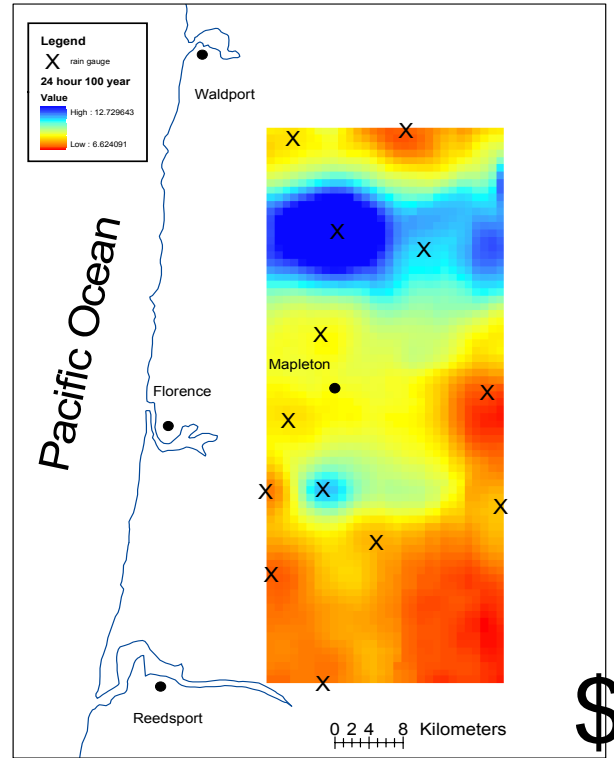 Legend
X rain gauge
24 hour 100 year
Value
High : 12.729643
Low : 6.624091
Waldport
Pacific Ocean
Mapleton
Florence
Reedsport
0 2 4 8 Kilometers
$